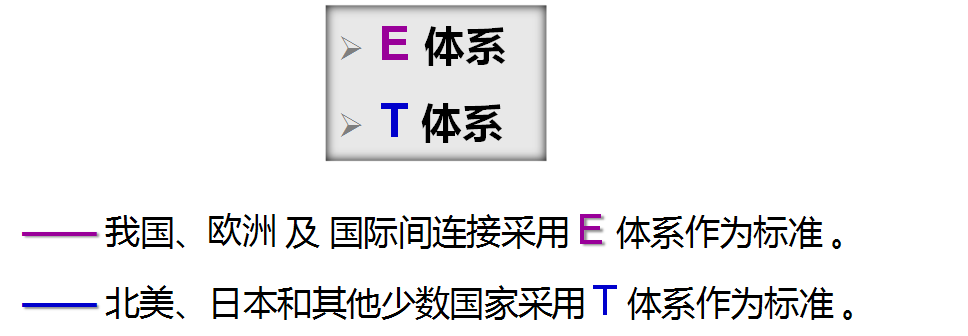 ➢ E 体系
➢ T 体系
—— 我国、欧洲 及 国际间连接采用 E 体系作为标准 。
—— 北美、日本和其他少数国家采用 T 体系作为标准 。